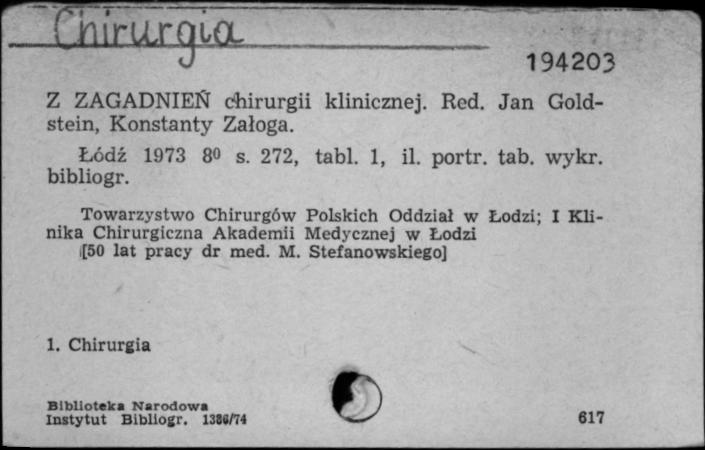 Chirurgia
194203
Z ZAGADNIEŃ chirurgii klinicznej. Red. Jan Gold-
stein, Konstanty Załoga.
Łódź 1973 8⁰ s. 272, tabl. 1, il. portr. tab. wykr.
bibliogr.
Towarzystwo Chirurgów Polskich Oddział w Łodzi; I Kli-
nika Chirurgiczna Akademii Medycznej w Łodzi
[50 lat pracy dr med. M. Stefanowskiego]
1. Chirurgia
Biblioteka Narodowa
Instytut Bibliogr. 1386/74
617